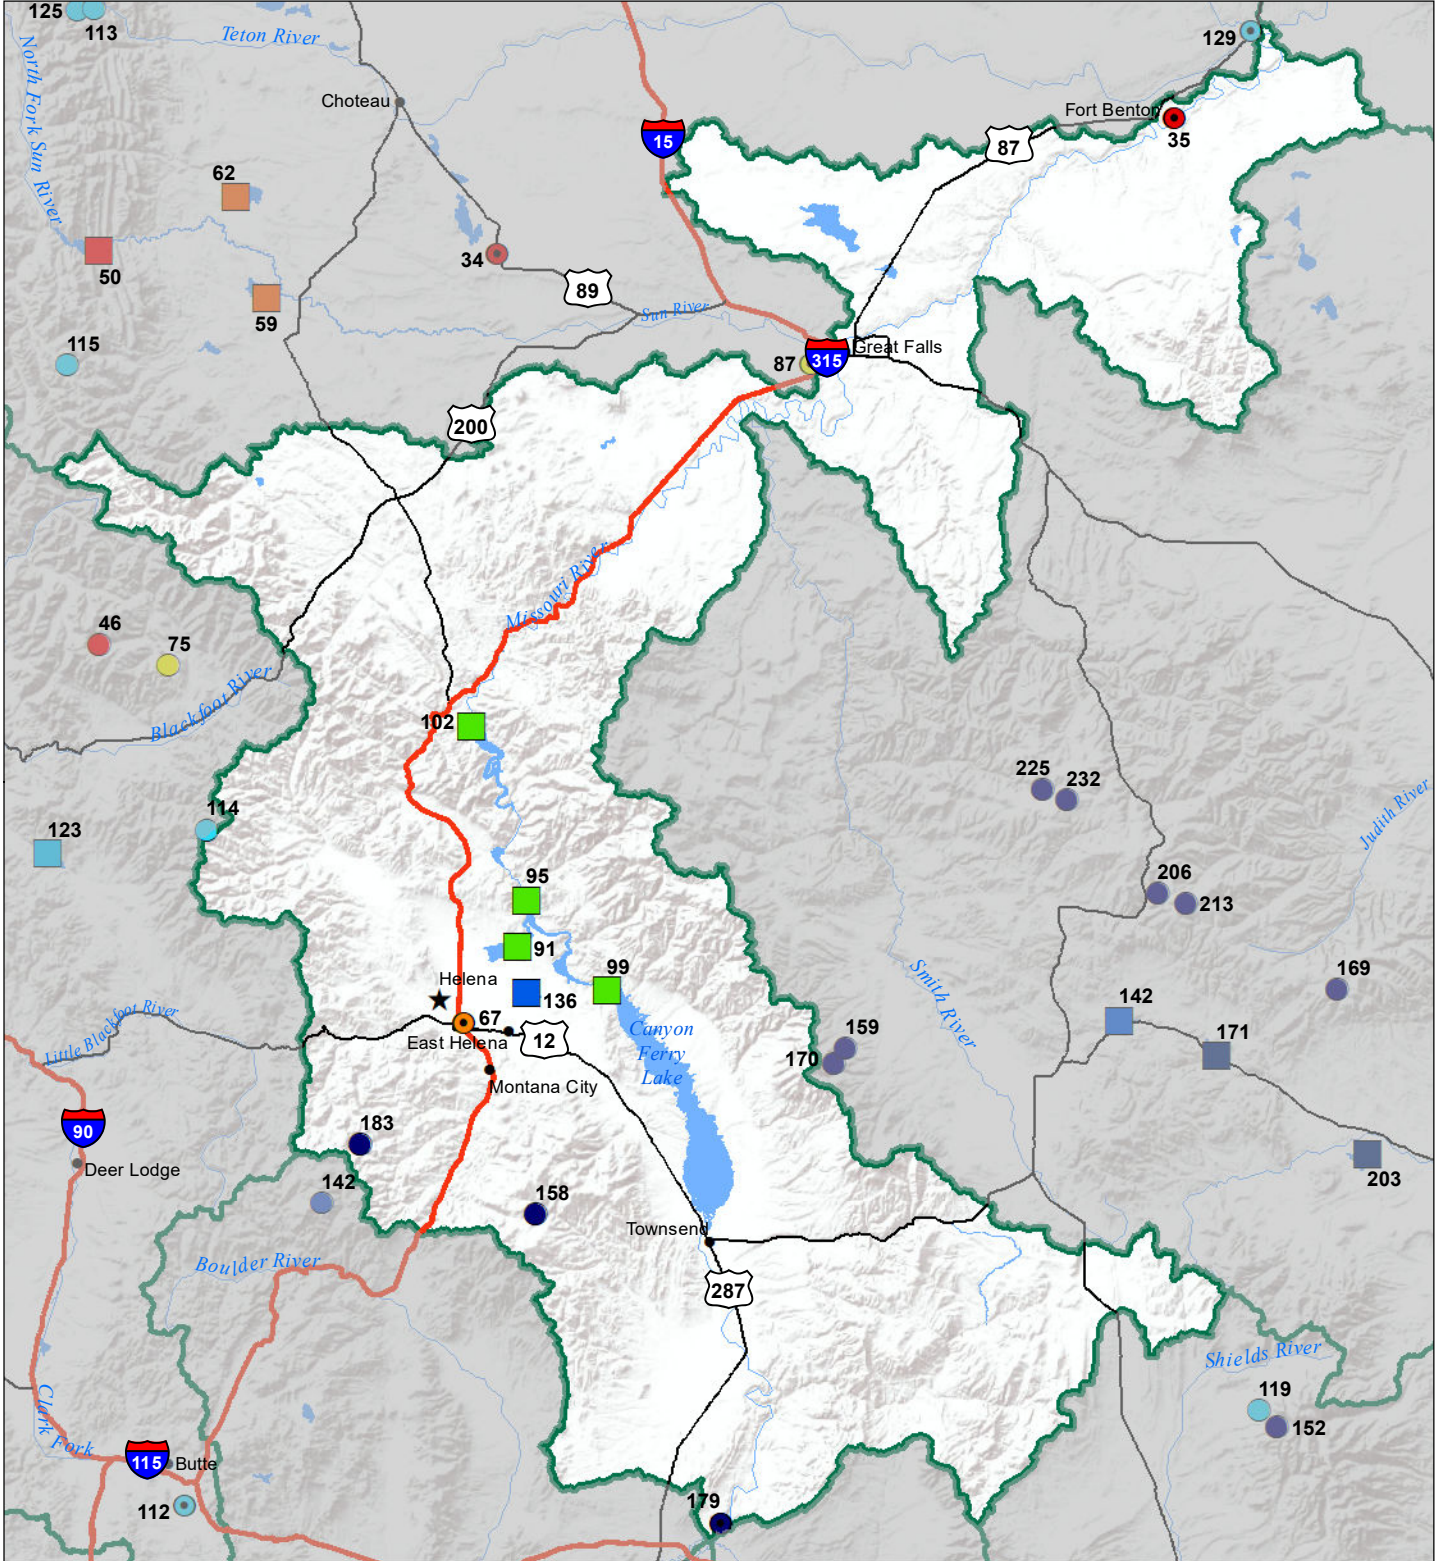 125
113
Teton River
129
North Fork Sun River
Choteau
Fort Benton
15
87
35
62
50
34
89
59
Sun River
115
87
315
Great Falls
200
Missouri River
46
75
Blackfoot River
102
225
232
Judith River
114
123
95
206
213
91
99
Smith River
169
Helena
136
142
67
Little Blackfoot River
East Helena
12
Canyon
Ferry
Lake
159
170
171
Montana City
90
183
Deer Lodge
142
158
203
Townsend
Boulder River
287
Shields River
119
152
Clark Fork
115
Butte
112
179